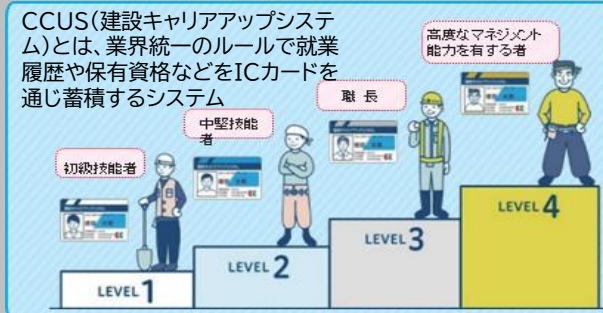 CCUS(建設キャリアアップシステ
ム)とは、業界統一のルールで就業
履歴や保有資格などをICカードを
通じ蓄積するシステム
高度なマネジメント
能力を有する者
職 長
中堅技能
者
初級技能者
LEVEL 1
LEVEL 2
LEVEL 3
LEVEL 4